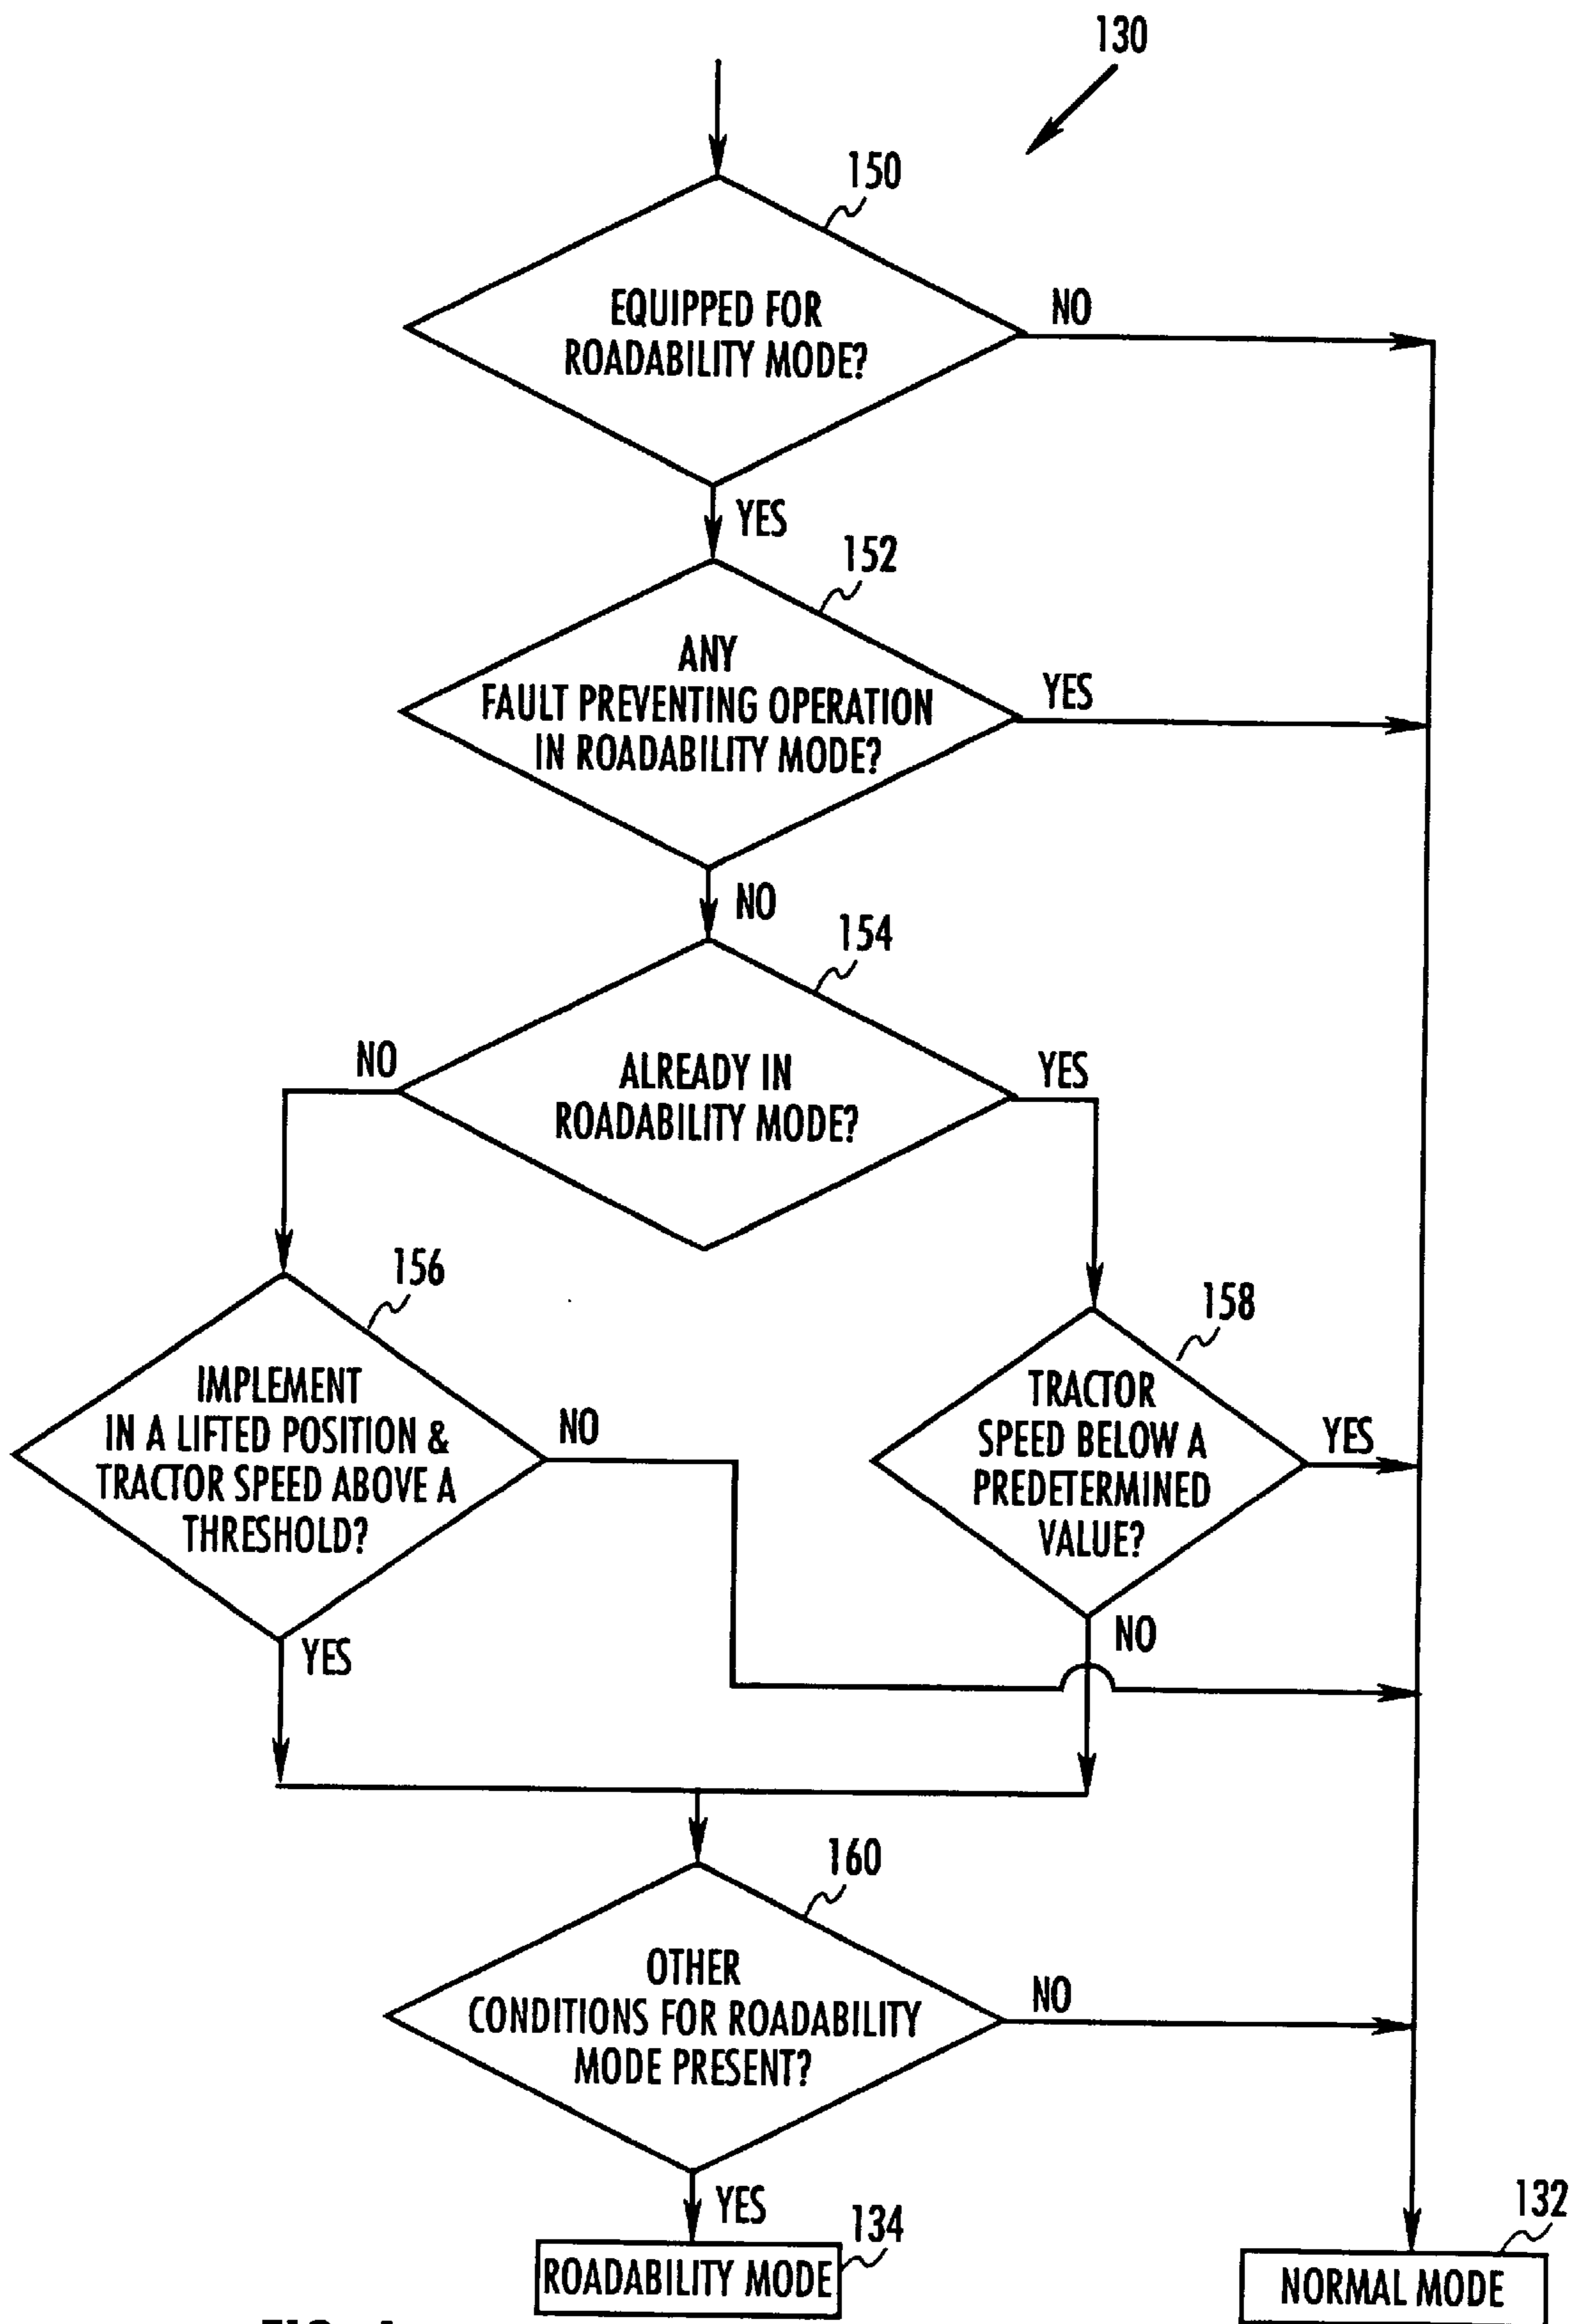 130
150
EQUIPPED FOR
ROADABILITY MODE?
NO
YES
152
ANY
FAULT PREVENTING OPERATION
IN ROADABILITY MODE?
YES
NO
154
ALREADY IN
ROADABILITY MODE?
NO
YES
156
IMPLEMENT
IN A LIFTED POSITION &
TRACTOR SPEED ABOVE A
THRESHOLD?
NO
YES
158
TRACTOR
SPEED BELOW A
PREDETERMINED
VALUE?
YES
NO
160
OTHER
CONDITIONS FOR ROADABILITY
MODE PRESENT?
NO
YES
134
ROADABILITY MODE
132
NORMAL MODE